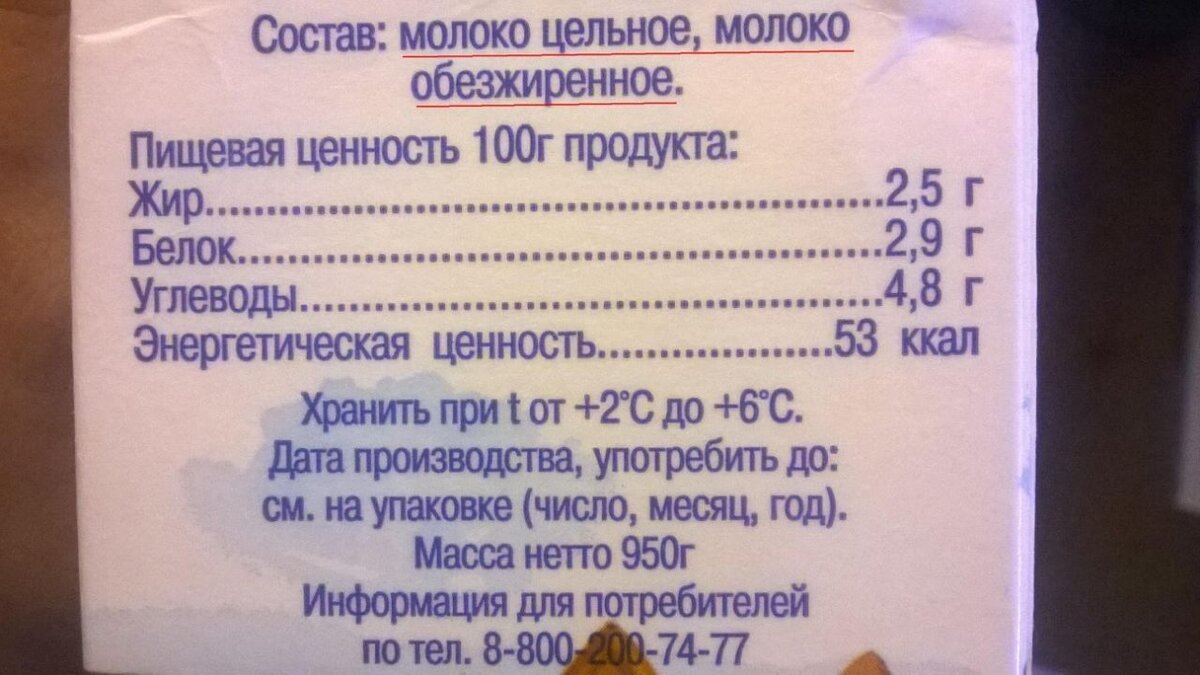 Состав: молоко цельное, молоко
обезжиренное.
Пищевая ценность 100г продукта:
Жир........................................................2,5 г
Белок.....................................................2,9 г
Углеводы................................................4,8 г
Энергетическая ценность...................53 ккал
Хранить при t от +2°С до +6°С.
Дата производства, употребить до:
см. на упаковке (число, месяц, год).
Масса нетто 950г
Информация для потребителей
по тел. 8-800-200-74-77